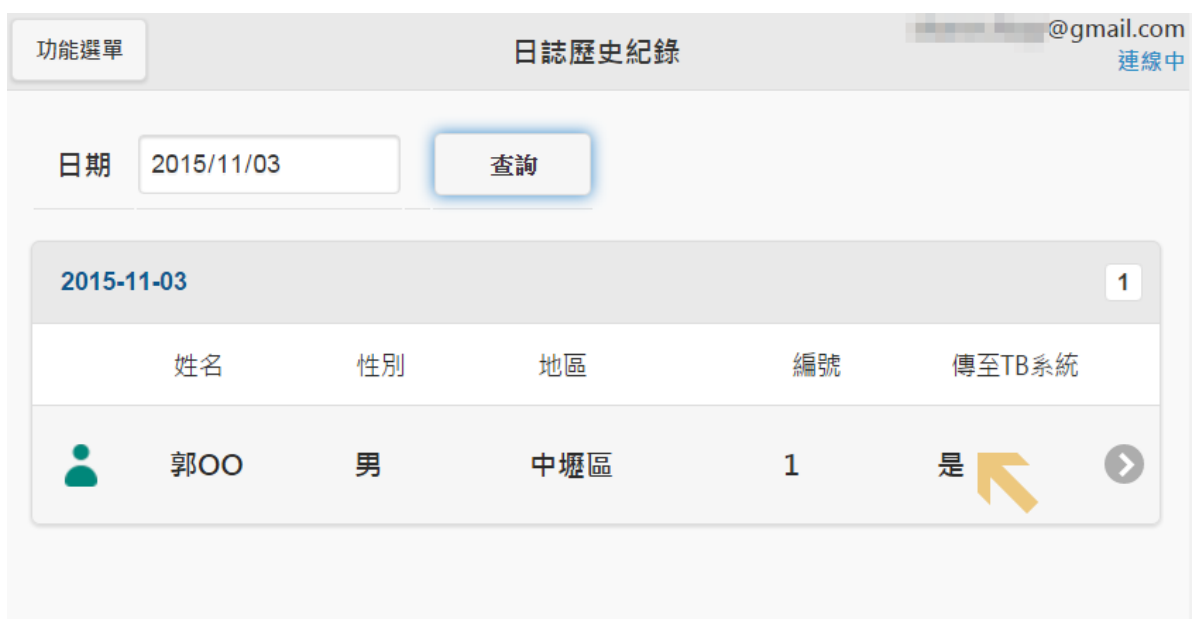 功能選單
日誌歷史紀錄
@gmail.com
連線中
日期 2015/11/03 查詢
2015-11-03 1
姓名 性別 地區 編號 傳至TB系統
郭OO 男 中壢區 1 是